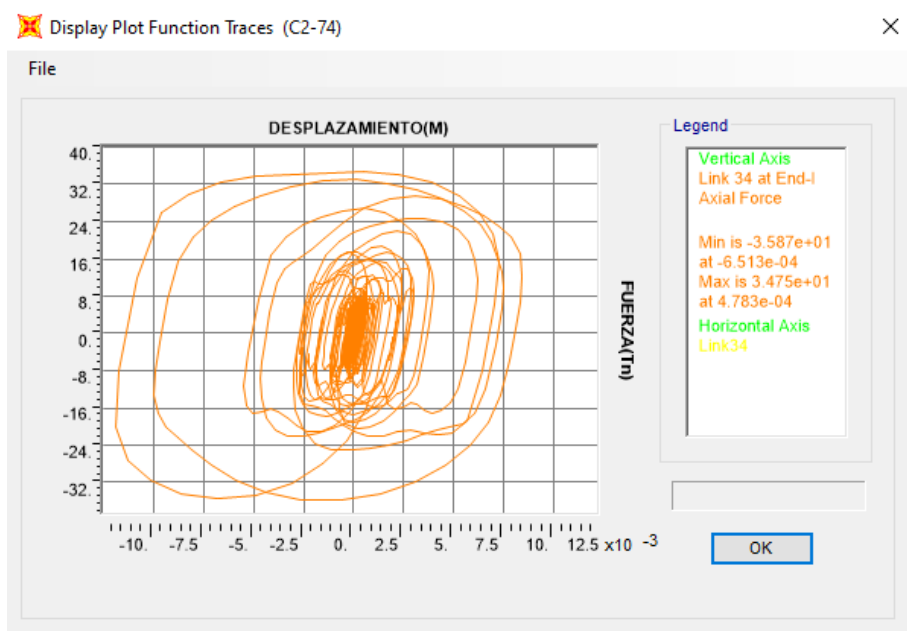 Display Plot Function Traces (C2-74)
File
DESPLAZAMIENTO(M)
40.
32.
24.
16.
8.
0.
-8.
-16.
-24.
-32.
-10. -7.5 -5. -2.5 0. 2.5 5. 7.5 10. 12.5 x10 -3
FUERZA(Tn)
Legend
Vertical Axis
Link 34 at End-I
Axial Force
Min is -3.587e+01
at -6.513e-04
Max is 3.475e+01
at 4.783e-04
Horizontal Axis
Link34
OK